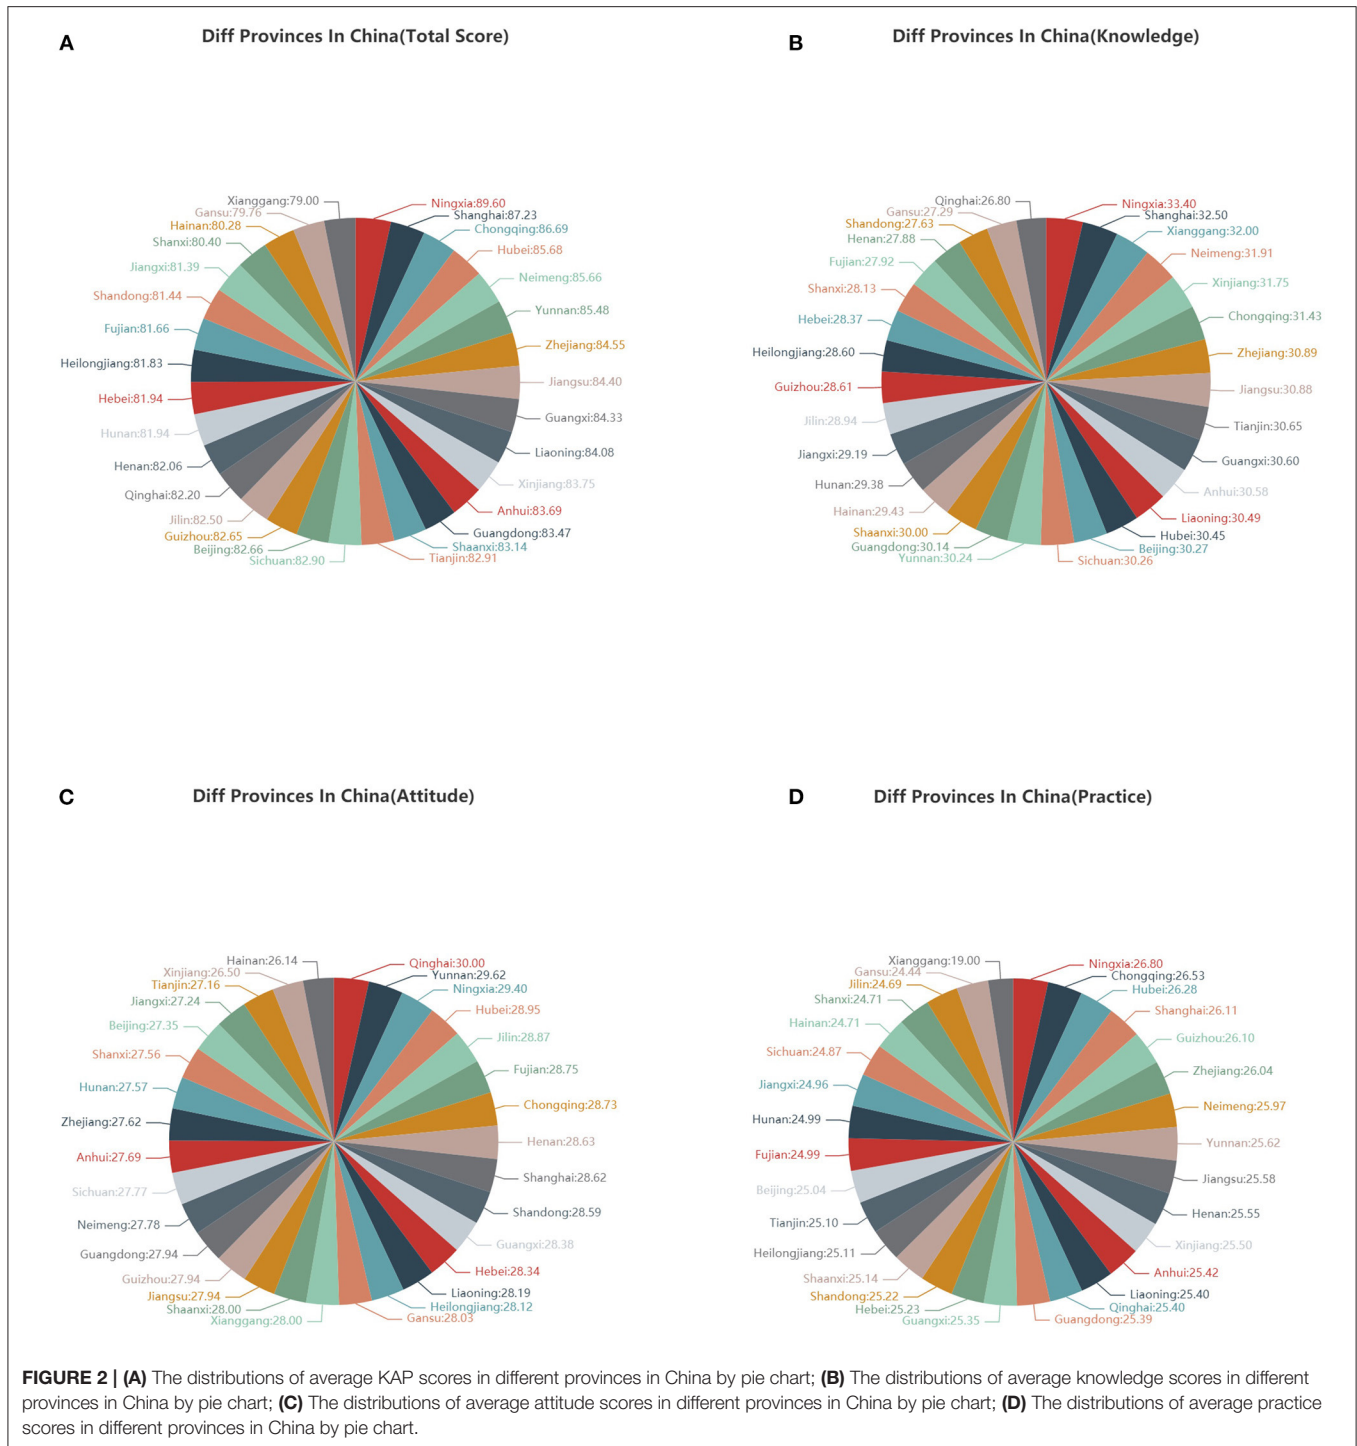 A
Diff Provinces In China(Total Score)
Xianggang:79.00
Gansu:79.76
Hainan:80.28
Shanxi:80.40
Jiangxi:81.39
Shandong:81.44
Fujian:81.66
Heilongjiang:81.83
Hebei:81.94
Hunan:81.94
Henan:82.06
Qinghai:82.20
Jilin:82.50
Guizhou:82.65
Beijing:82.66
Sichuan:82.90
Ningxia:89.60
Shanghai:87.23
Chongqing:86.69
Hubei:85.68
Neimeng:85.66
Yunnan:85.48
Zhejiang:84.55
Jiangsu:84.40
Guangxi:84.33
Liaoning:84.08
Xinjiang:83.75
Anhui:83.69
Guangdong:83.47
Shaanxi:83.14
Tianjin:82.91
B
Diff Provinces In China(Knowledge)
Qinghai:26.80
Gansu:27.29
Shandong:27.63
Henan:27.88
Fujian:27.92
Shanxi:28.13
Hebei:28.37
Heilongjiang:28.60
Guizhou:28.61
Jilin:28.94
Jiangxi:29.19
Hunan:29.38
Hainan:29.43
Shaanxi:30.00
Guangdong:30.14
Yunnan:30.24
Ningxia:33.40
Shanghai:32.50
Xianggang:32.00
Neimeng:31.91
Xinjiang:31.75
Chongqing:31.43
Zhejiang:30.89
Jiangsu:30.88
Tianjin:30.65
Guangxi:30.60
Anhui:30.58
Liaoning:30.49
Hubei:30.45
Beijing:30.27
Sichuan:30.26
C
Diff Provinces In China(Attitude)
Hainan:26.14
Xinjiang:26.50
Tianjin:27.16
Jiangxi:27.24
Beijing:27.35
Shanxi:27.56
Hunan:27.57
Zhejiang:27.62
Anhui:27.69
Sichuan:27.77
Neimeng:27.78
Guangdong:27.94
Guizhou:27.94
Jiangsu:27.94
Shaanxi:28.00
Xianggang:28.00
Qinghai:30.00
Yunnan:29.62
Ningxia:29.40
Hubei:28.95
Jilin:28.87
Fujian:28.75
Chongqing:28.73
Henan:28.63
Shanghai:28.62
Shandong:28.59
Guangxi:28.38
Hebei:28.34
Liaoning:28.19
Heilongjiang:28.12
Gansu:28.03
D
Diff Provinces In China(Practice)
Xianggang:19.00
Gansu:24.44
Jilin:24.69
Shanxi:24.71
Hainan:24.71
Sichuan:24.87
Jiangxi:24.96
Hunan:24.99
Fujian:24.99
Beijing:25.04
Tianjin:25.10
Heilongjiang:25.11
Shaanxi:25.14
Shandong:25.22
Hebei:25.23
Guangxi:25.35
Ningxia:26.80
Chongqing:26.53
Hubei:26.28
Shanghai:26.11
Guizhou:26.10
Zhejiang:26.04
Neimeng:25.97
Yunnan:25.62
Jiangsu:25.58
Henan:25.55
Xinjiang:25.50
Anhui:25.42
Liaoning:25.40
Qinghai:25.40
Guangdong:25.39
FIGURE 2 | (A) The distributions of average KAP scores in different provinces in China by pie chart; (B) The distributions of average knowledge scores in different
provinces in China by pie chart; (C) The distributions of average attitude scores in different provinces in China by pie chart; (D) The distributions of average practice
scores in different provinces in China by pie chart.